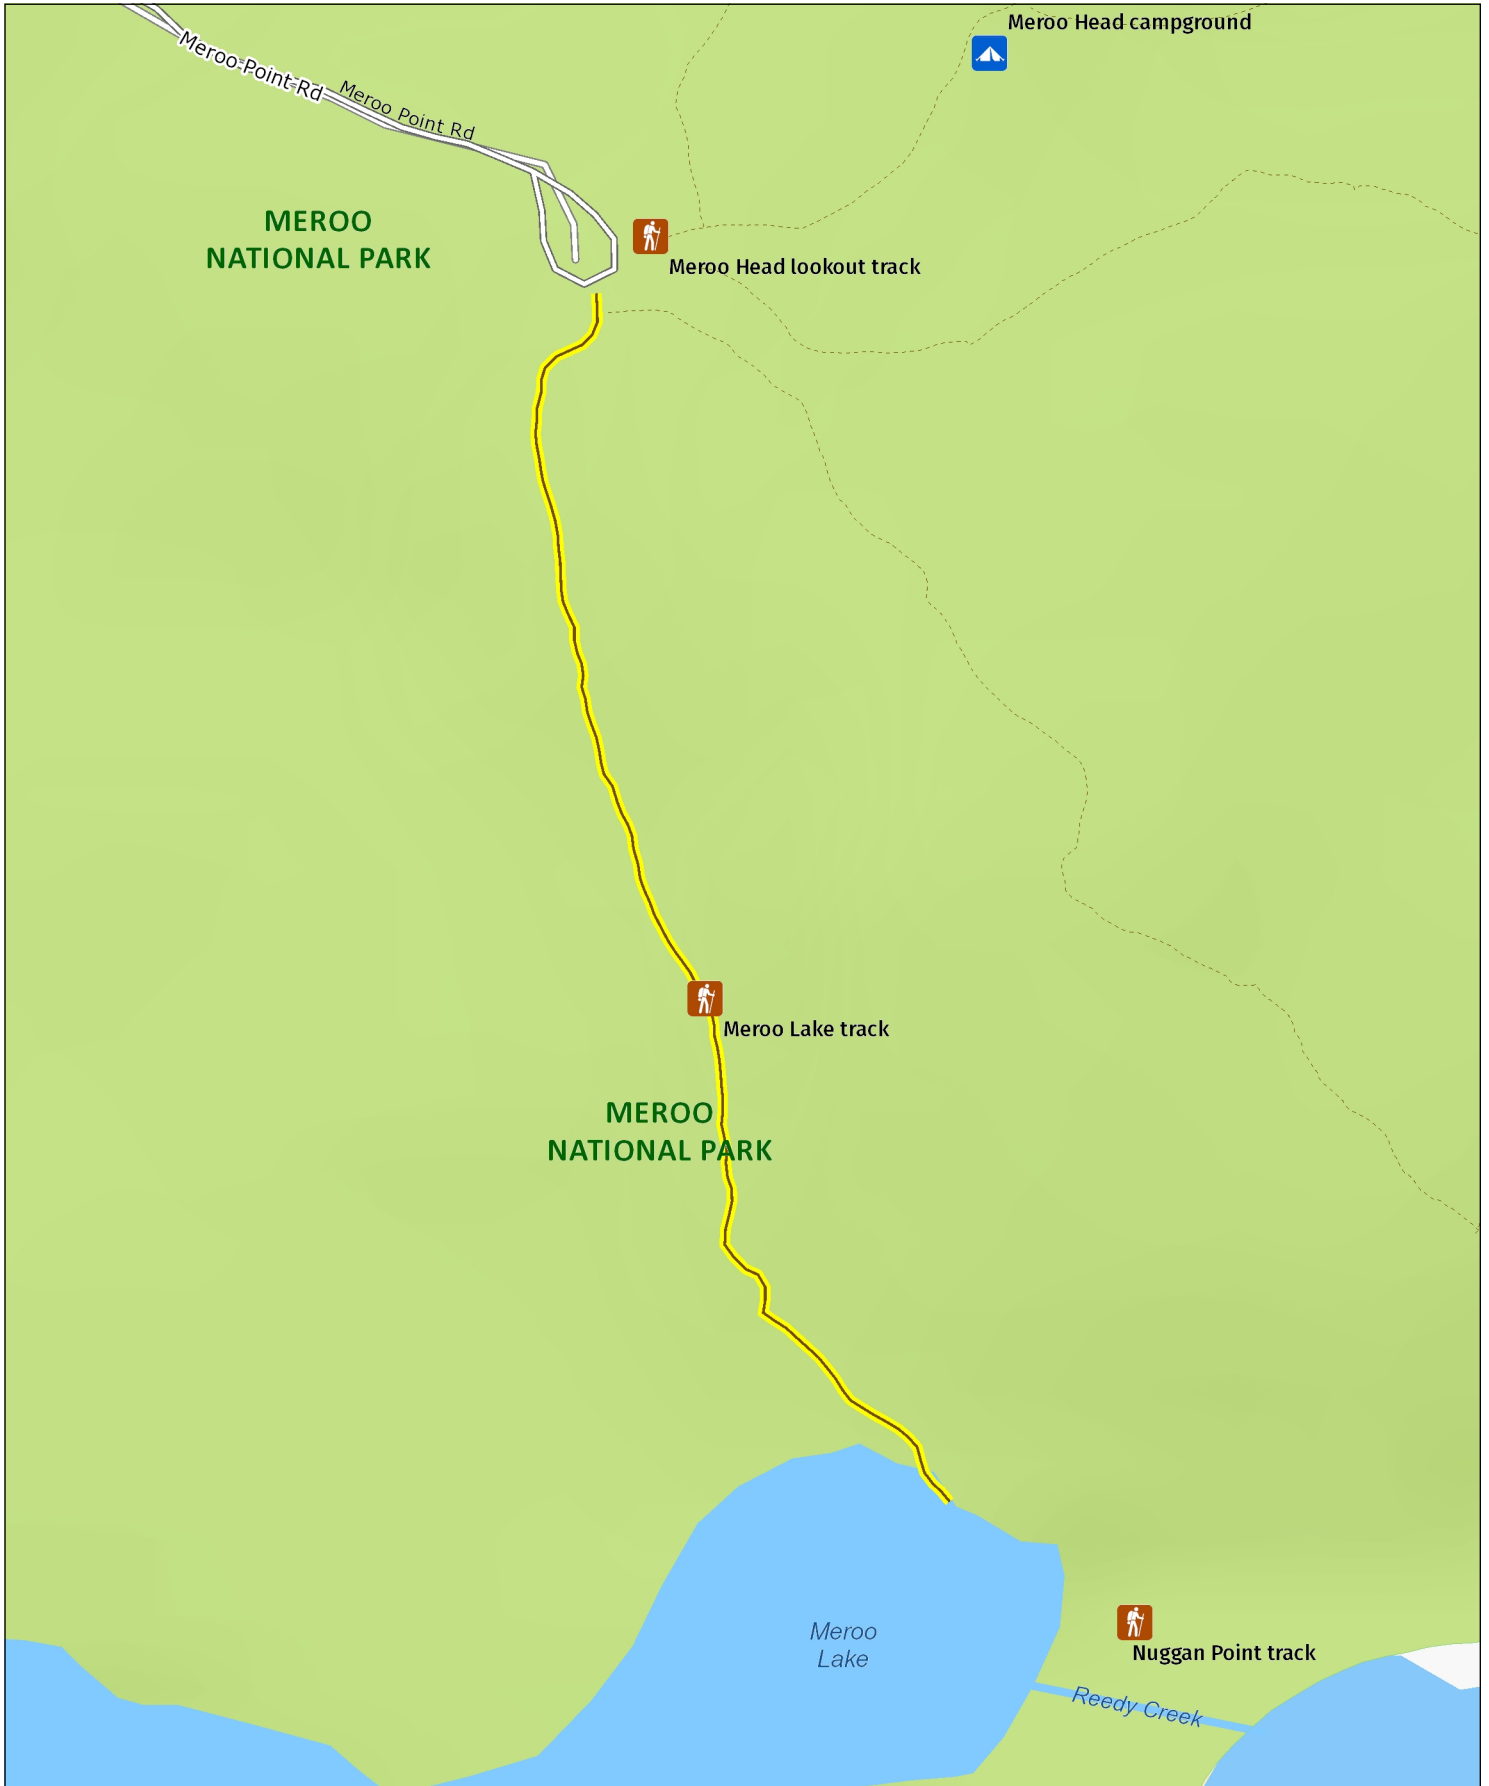 Meroo Head campground
Meroo Point Rd
Meroo Point Rd
MEROO
NATIONAL PARK
Meroo Head lookout track
Meroo Lake track
MEROO
NATIONAL PARK
Meroo
Lake
Nuggan Point track
Reedy Creek